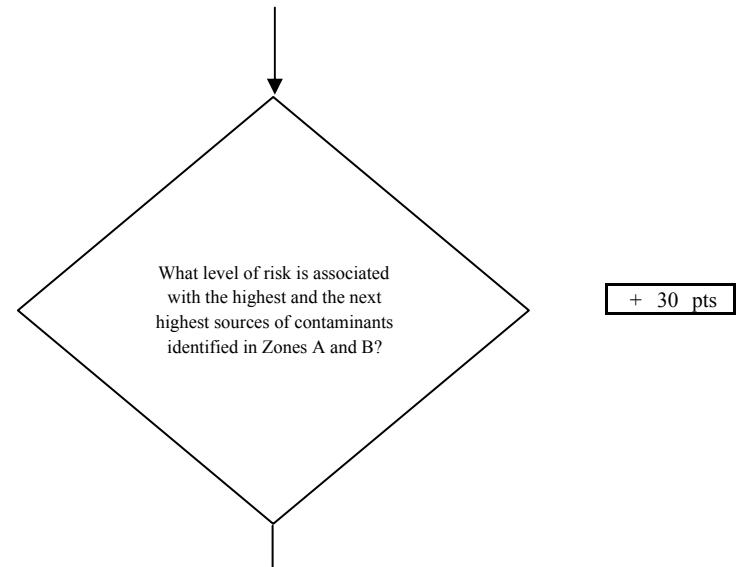 What level of risk is associated
with the highest and the next
highest sources of contaminants
identified in Zones A and B?
+ 30 pts